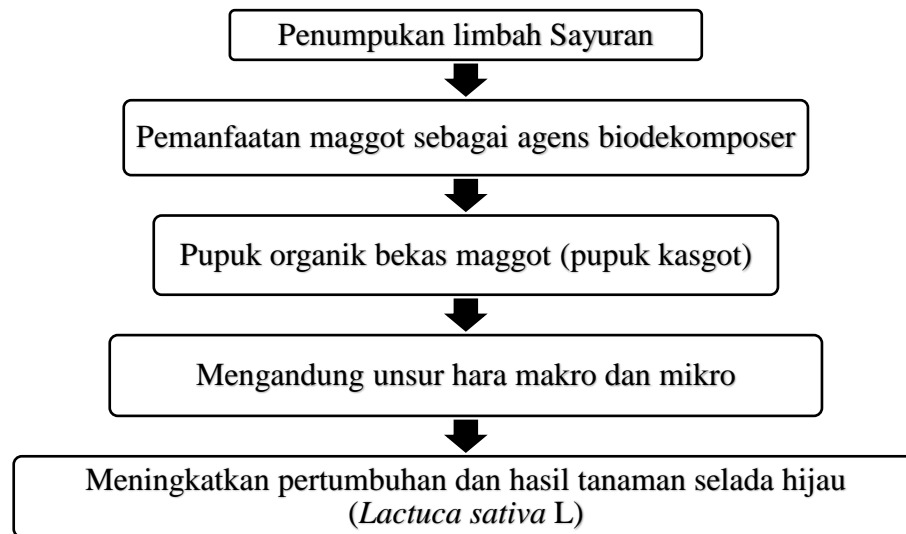 Penumpukan limbah Sayuran
Pemanfaatan maggot sebagai agens biodekomposer
Pupuk organik bekas maggot (pupuk kasgot)
Mengandung unsur hara makro dan mikro
Meningkatkan pertumbuhan dan hasil tanaman selada hijau
(Lactuca sativa L)